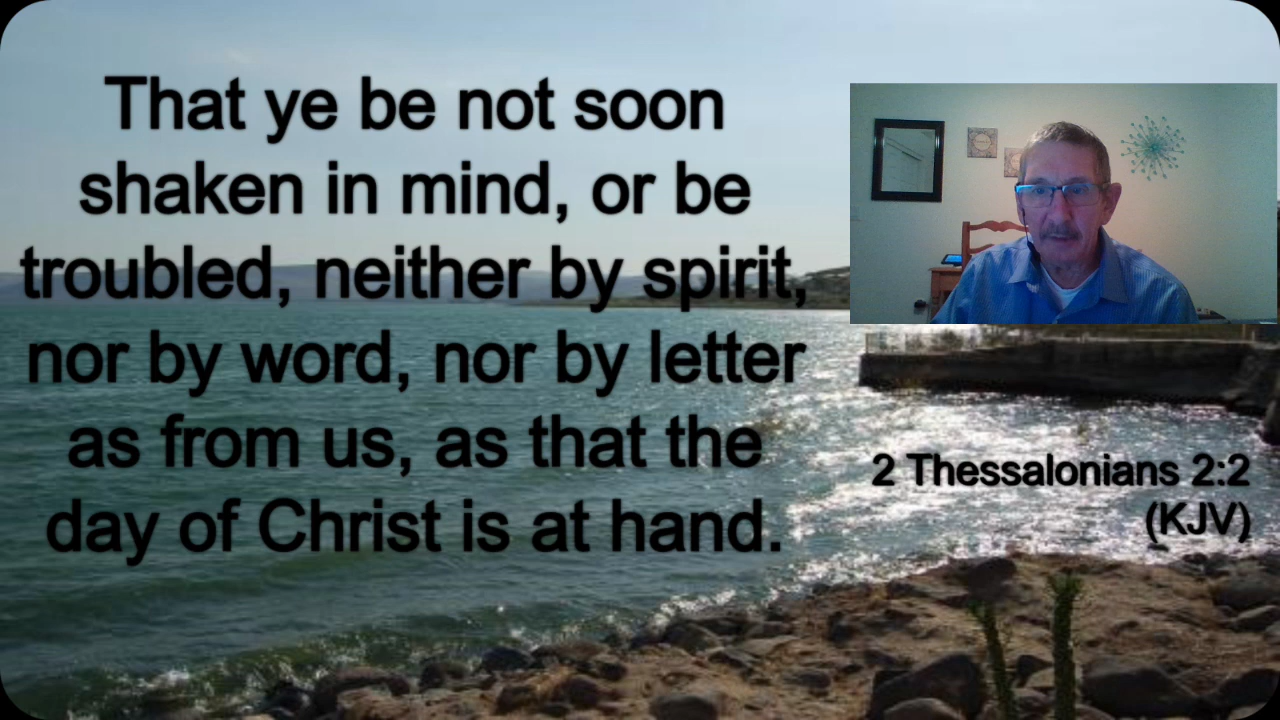 That ye be not soon
shaken in mind, or be
troubled, neither by spirit,
nor by word, nor by letter
as from us, as that the
day of Christ is at hand.
2 Thessalonians 2:2
(KJV)